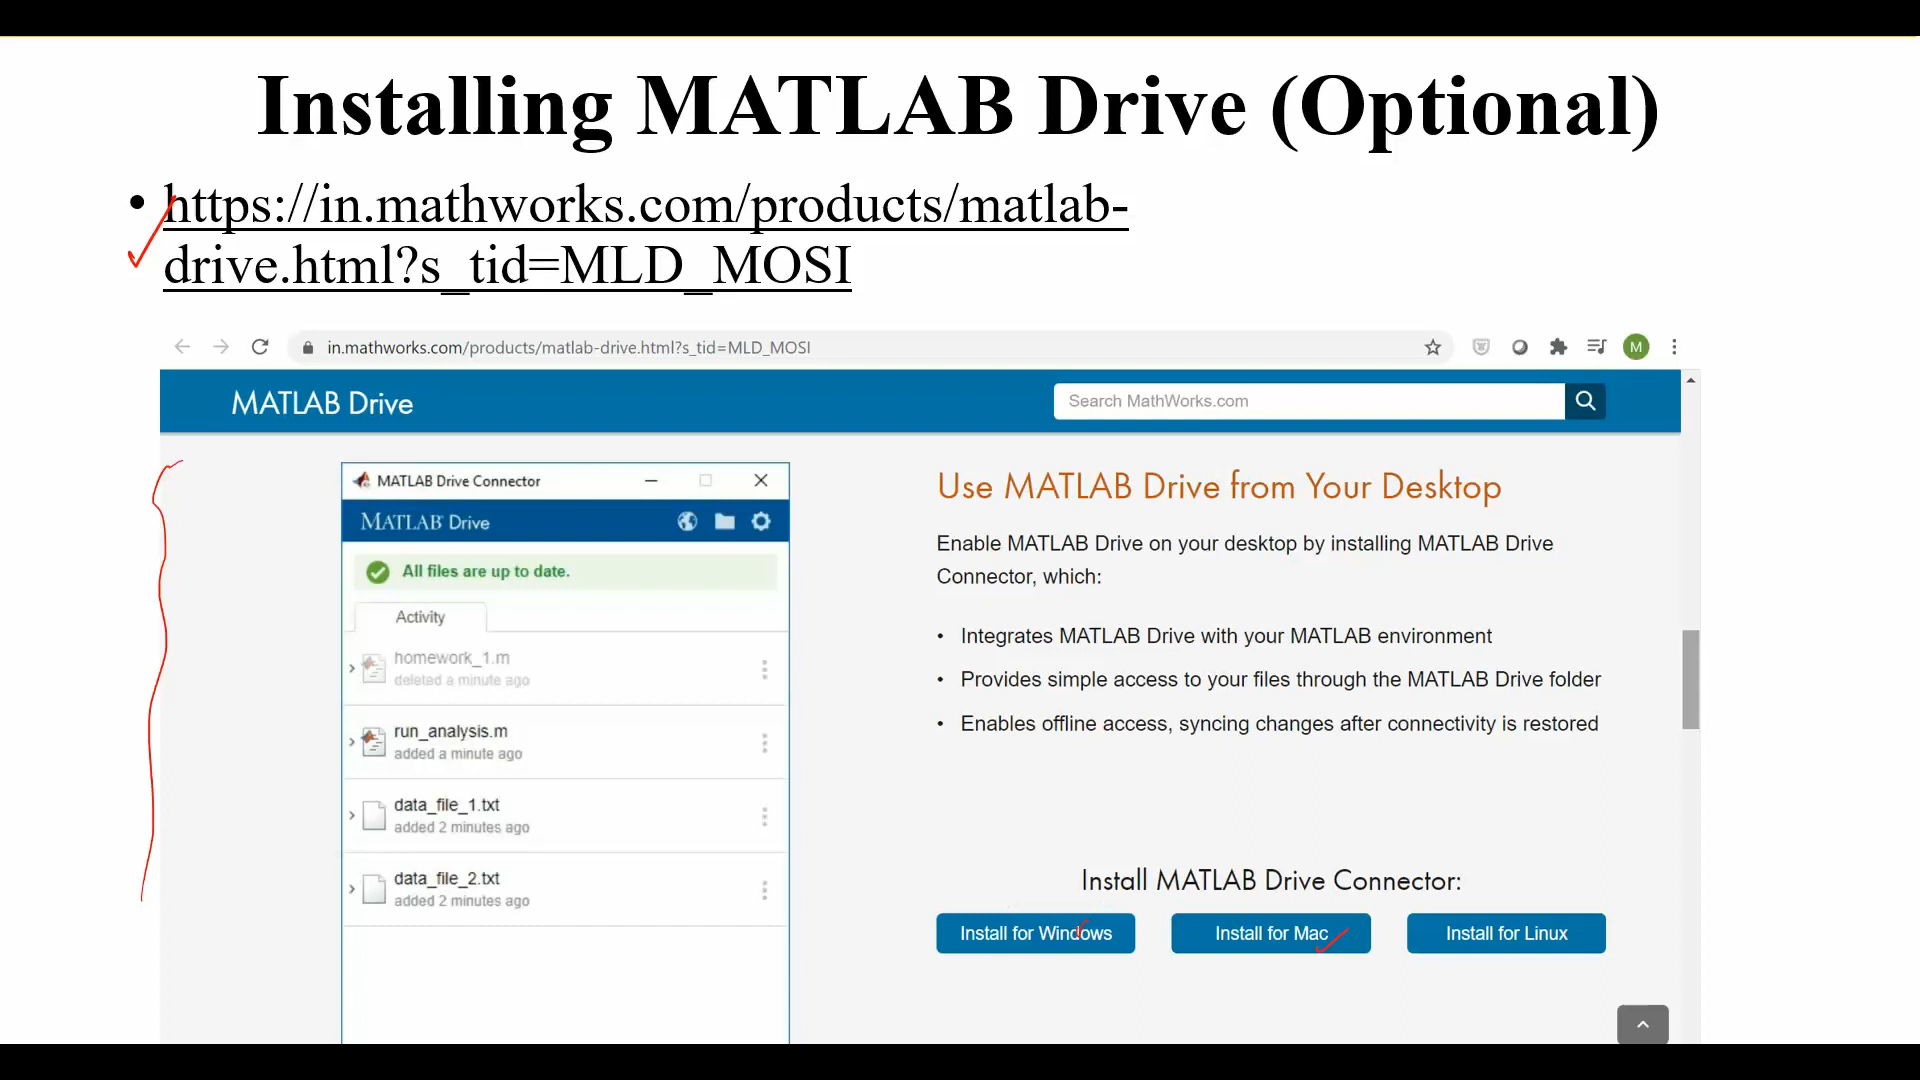 Installing MATLAB Drive (Optional)
• https://in.mathworks.com/products/matlab-
drive.html?s_tid=MLD_MOSI
in.mathworks.com/products/matlab-drive.html?s_tid=MLD_MOSI
M
MATLAB Drive
Search MathWorks.com
MATLAB Drive Connector
MATLAB Drive
All files are up to date.
Activity
homework_1.m
deleted a minute ago
run_analysis.m
added a minute ago
data_file_1.txt
added 2 minutes ago
data_file_2.txt
added 2 minutes ago
Use MATLAB Drive from Your Desktop
Enable MATLAB Drive on your desktop by installing MATLAB Drive
Connector, which:
• Integrates MATLAB Drive with your MATLAB environment
• Provides simple access to your files through the MATLAB Drive folder
• Enables offline access, syncing changes after connectivity is restored
Install MATLAB Drive Connector:
Install for Windows
Install for Mac
Install for Linux